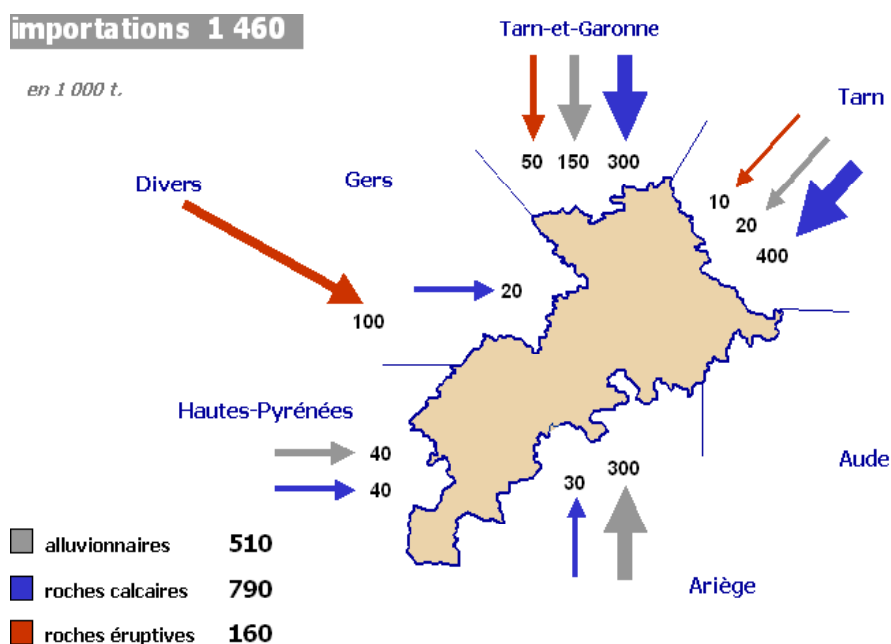 importations 1 460
en 1 000 t.
Tarn-et-Garonne
50 150 300
Tarn
10
20
400
Divers
100
Gers
20
Hautes-Pyrénées
40
40
30
300
Aude
Ariège
alluvionnaires 510
roches calcaires 790
roches éruptives 160